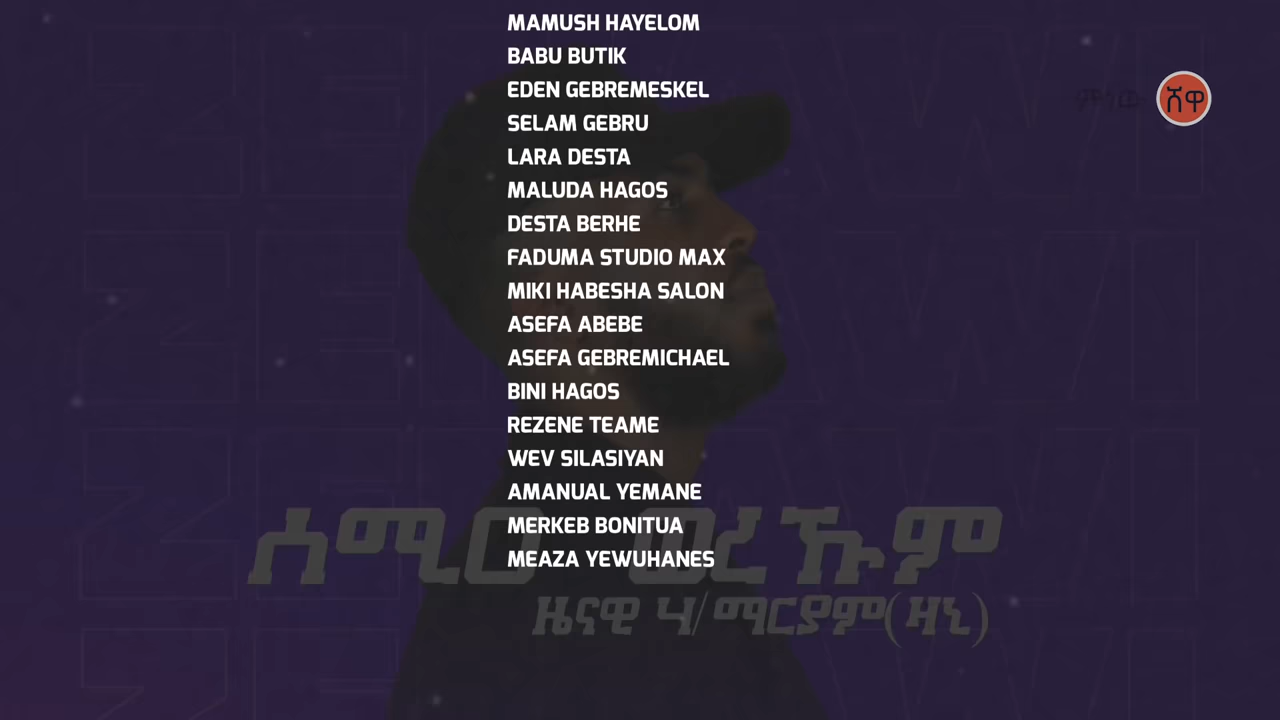 MAMUSH HAYELOM
BABU BUTIK
EDEN GEBREMESKEL
SELAM GEBRU
LARA DESTA
MALUDA HAGOS
DESTA BERHE
FADUMA STUDIO MAX
MIKI HABESHA SALON
ASEFA ABEBE
ASEFA GEBREMICHAEL
BINI HAGOS
REZENE TEAME
WEV SILASIYAN
AMANUAL YEMANE
MERKEB BONITUA
MEAZA YEWUHANES
ምነው ሸዋ
ሰሚዐ ወረኹም
ዜናዊ ሃ/ማርያም(ዛኒ)